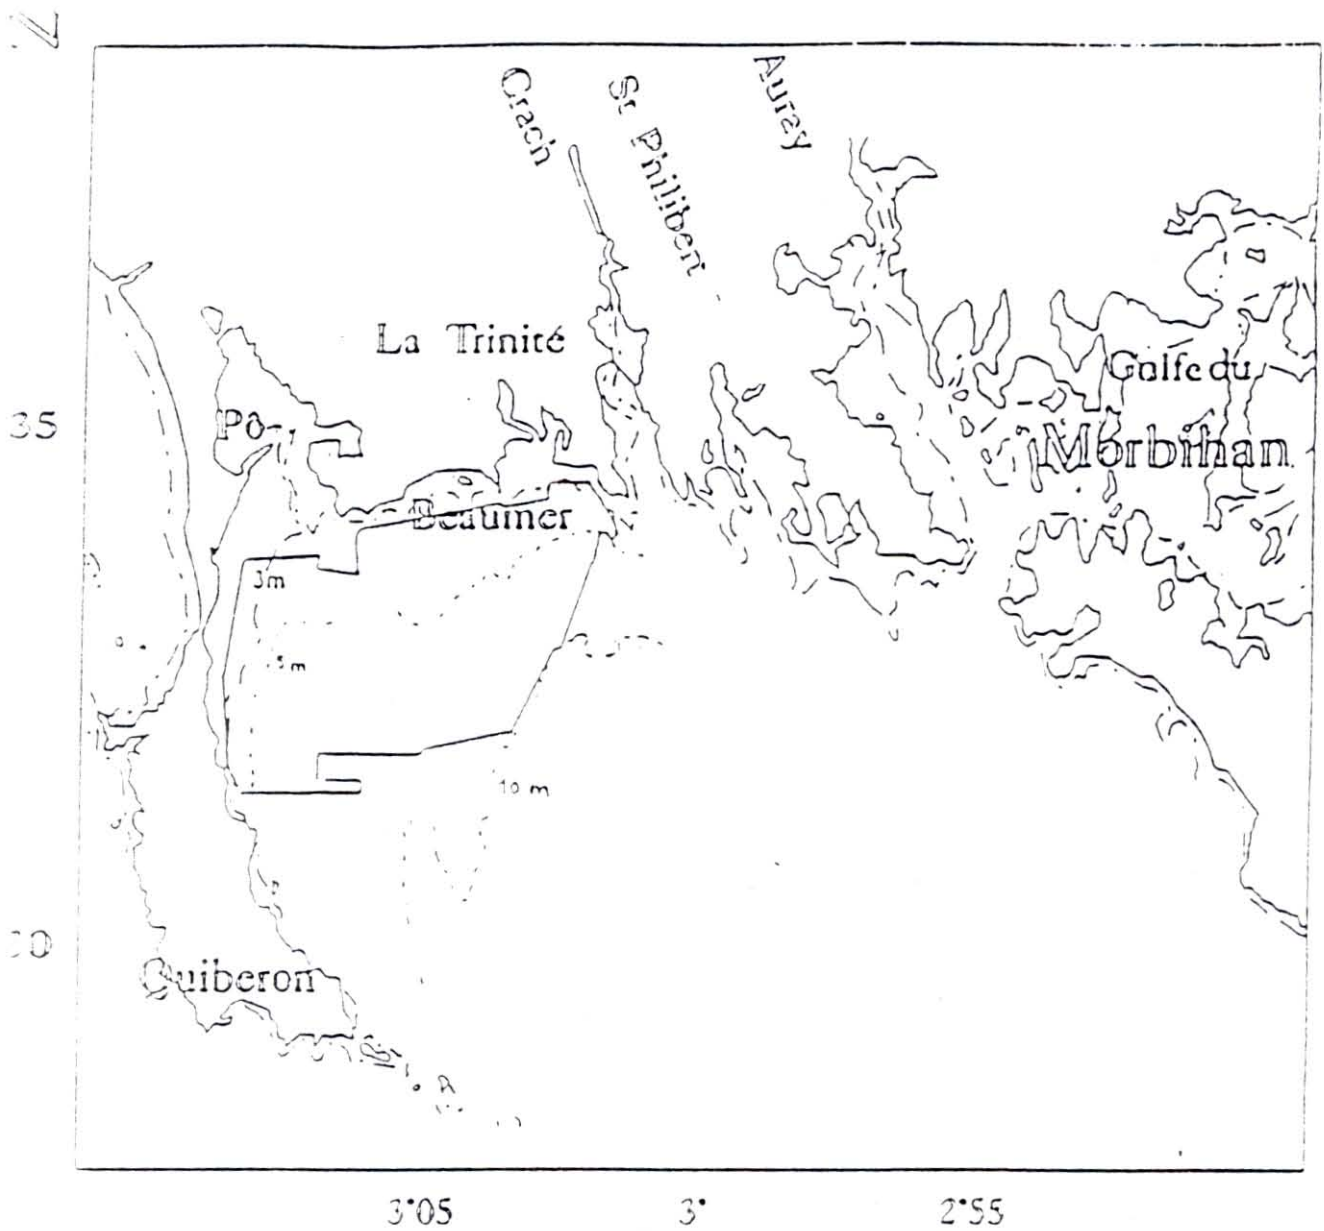 Crach
St Philibert
Auray
La Trinité
Golfe du
Morbihan
35
Pô
Beaumer
3m
5m
10 m
Quiberon
3°05
3°
2°55